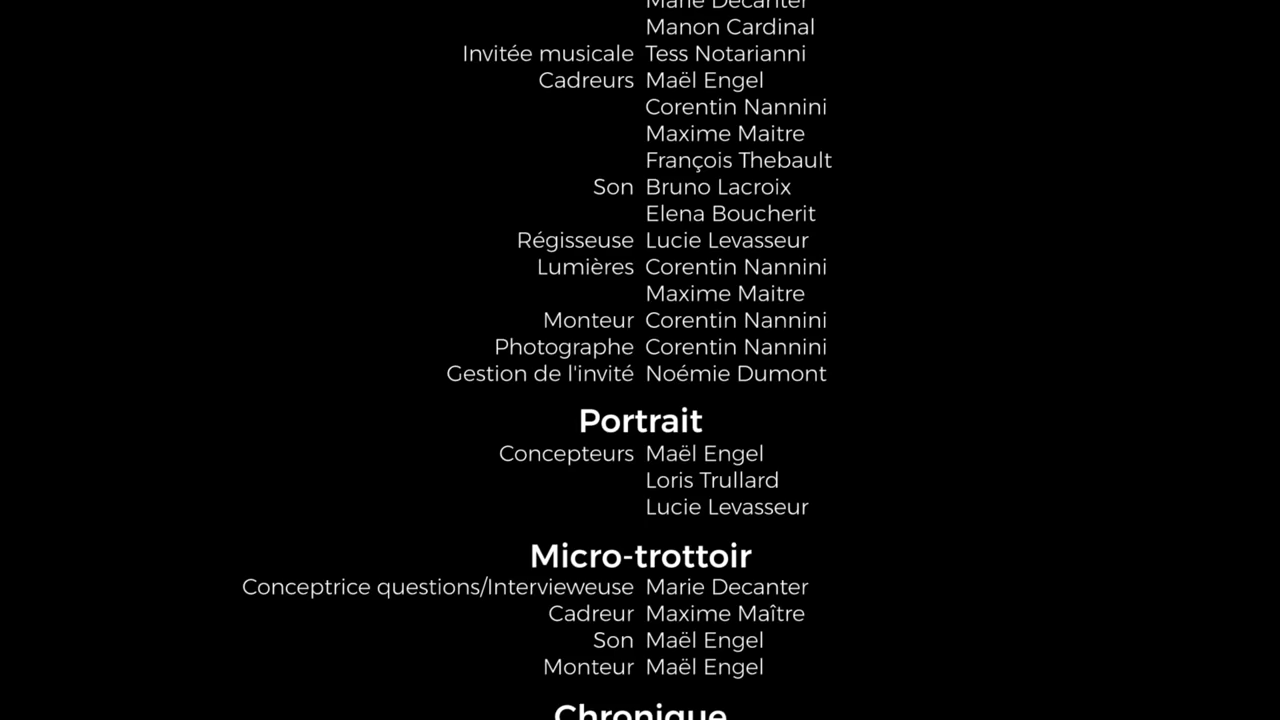 Marie Decanter
Manon Cardinal
Invitée musicale Tess Notarianni
Cadreurs Maël Engel
Corentin Nannini
Maxime Maitre
François Thebault
Son Bruno Lacroix
Elena Boucherit
Régisseuse Lucie Levasseur
Lumières Corentin Nannini
Maxime Maitre
Monteur Corentin Nannini
Photographe Corentin Nannini
Gestion de l'invité Noémie Dumont
Portrait
Concepteurs Maël Engel
Loris Trullard
Lucie Levasseur
Micro-trottoir
Conceptrice questions/Intervieweuse Marie Decanter
Cadreur Maxime Maître
Son Maël Engel
Monteur Maël Engel
Chronique